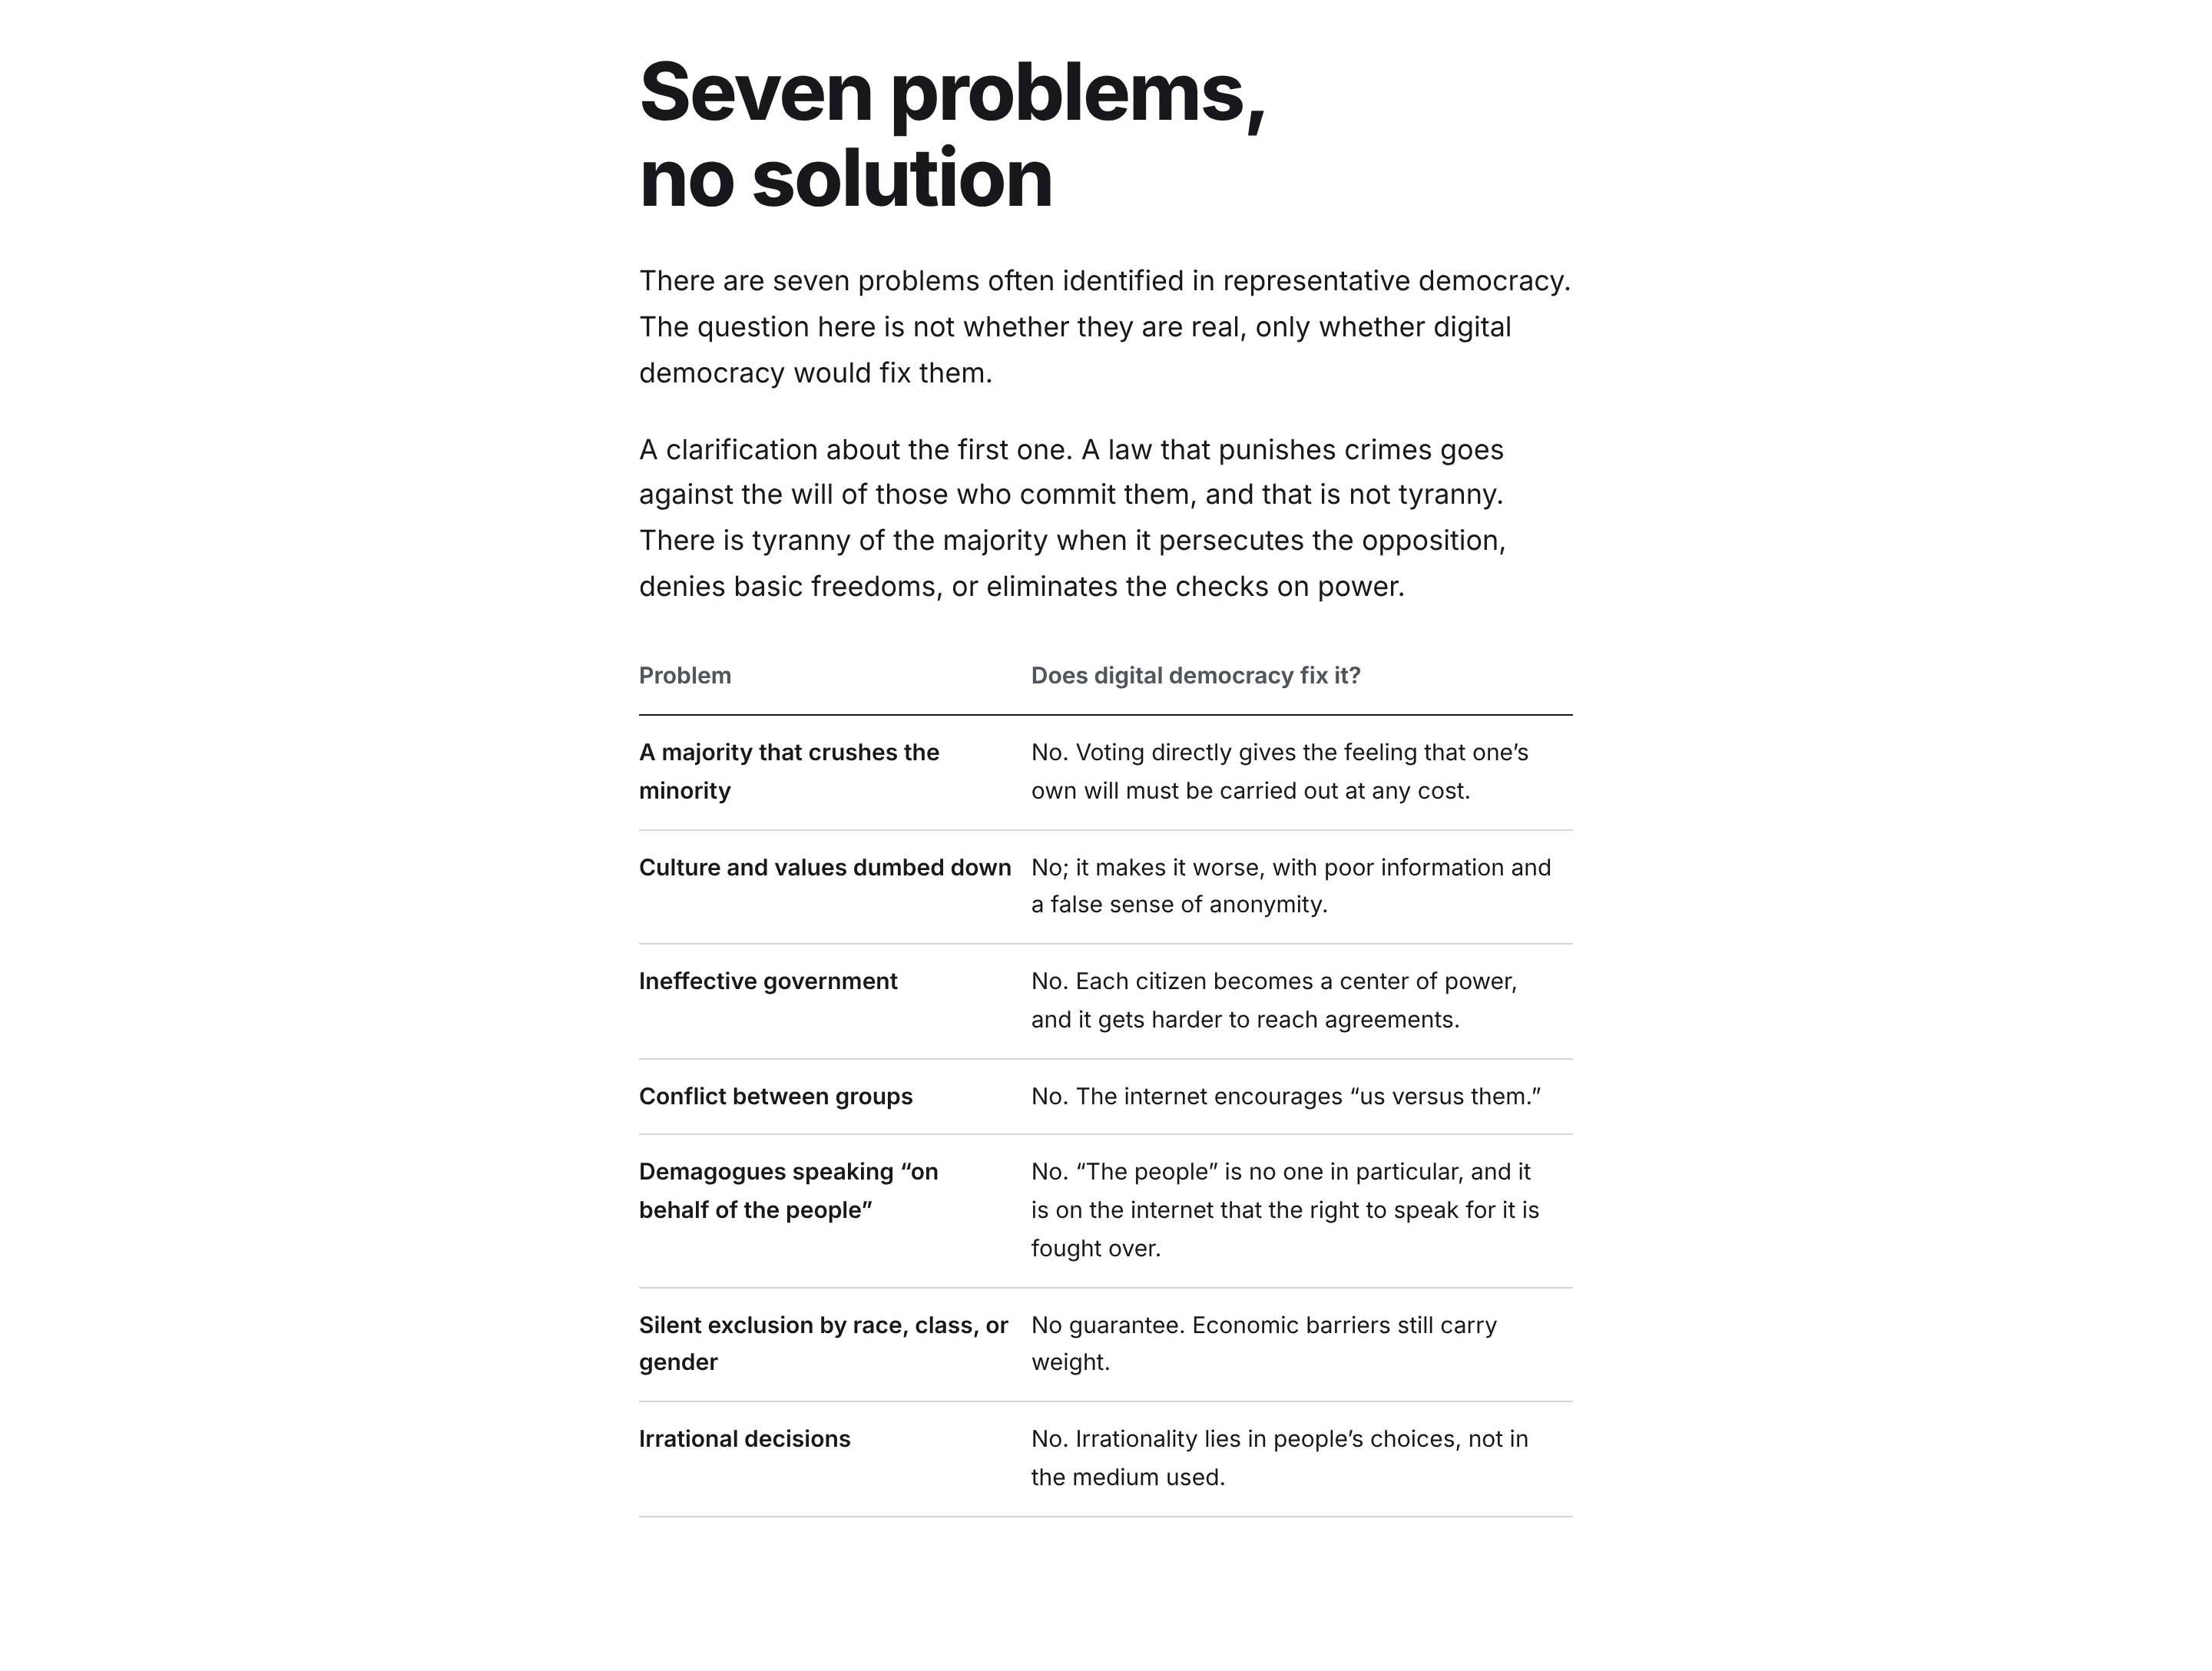 Seven problems,
no solution
There are seven problems often identified in representative democracy.
The question here is not whether they are real, only whether digital
democracy would fix them.
A clarification about the first one. A law that punishes crimes goes
against the will of those who commit them, and that is not tyranny.
There is tyranny of the majority when it persecutes the opposition,
denies basic freedoms, or eliminates the checks on power.
Problem
Does digital democracy fix it?
A majority that crushes the
minority
No. Voting directly gives the feeling that one’s
own will must be carried out at any cost.
Culture and values dumbed down
No; it makes it worse, with poor information and
a false sense of anonymity.
Ineffective government
No. Each citizen becomes a center of power,
and it gets harder to reach agreements.
Conflict between groups
No. The internet encourages “us versus them.”
Demagogues speaking “on
behalf of the people”
No. “The people” is no one in particular, and it
is on the internet that the right to speak for it is
fought over.
Silent exclusion by race, class, or
gender
No guarantee. Economic barriers still carry
weight.
Irrational decisions
No. Irrationality lies in people’s choices, not in
the medium used.